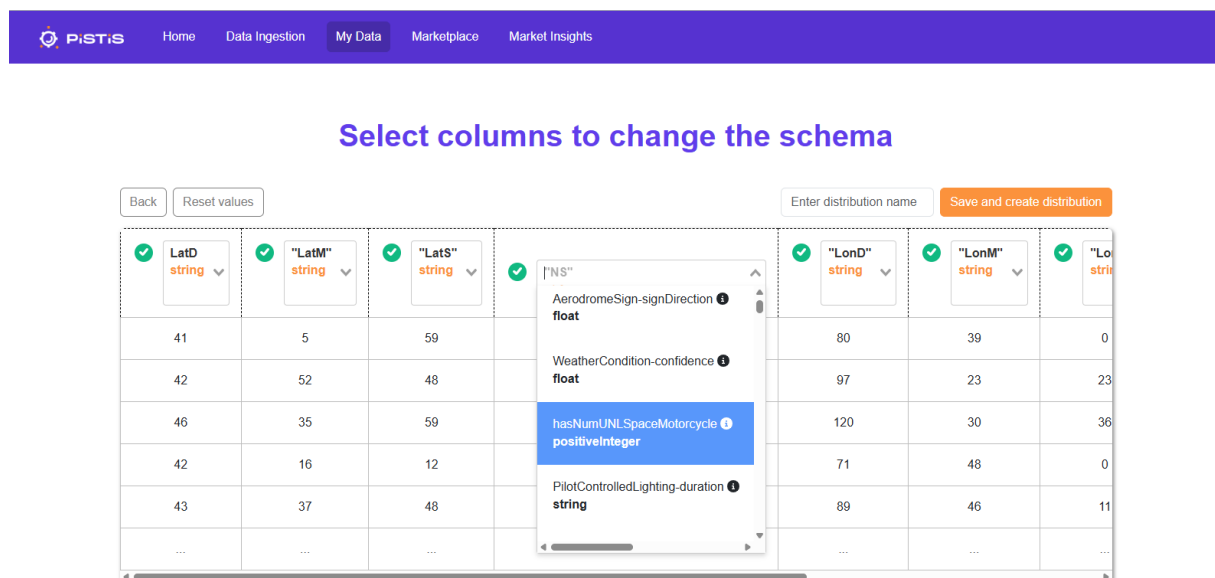 PiSTiS Home Data Ingestion My Data Marketplace Market Insights
Select columns to change the schema
Back Reset values Enter distribution name Save and create distribution
LatD "LatM" "LatS" "NS" "LonD" "LonM" "Lo
string string string string string stri
AerodromeSign-signDirection
float
41 5 59 80 39 0
WeatherCondition-confidence
float
42 52 48 97 23 23
hasNumUNLSpaceMotorcycle
positiveInteger
46 35 59 120 30 36
42 16 12 71 48 0
PilotControlledLighting-duration
string
43 37 48 89 46 11
... ... ... ... ... ...